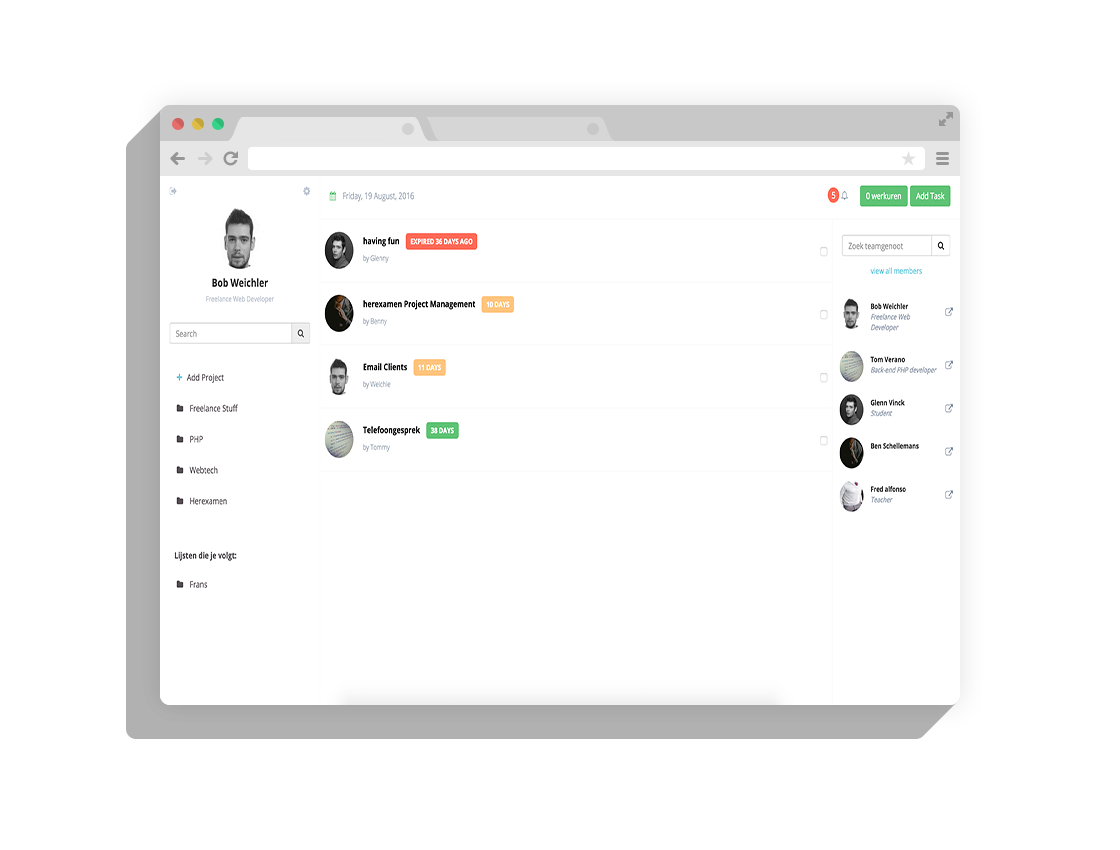 Bob Weichler
Freelance Web Developer
Search
Add Project
Freelance Stuff
PHP
Webtech
Herexamen
Lijsten die je volgt:
Frans
Friday, 19 August, 2016
5
0 werkuren
Add Task
having fun
EXPIRED 36 DAYS AGO
by Glenny
herexamen Project Management
10 DAYS
by Benny
Email Clients
11 DAYS
by Weichie
Telefoongesprek
38 DAYS
by Tommy
Zoek teamgenoot
view all members
Bob Weichler
Freelance Web
Developer
Tom Verano
Back-end PHP developer
Glenn Vinck
Student
Ben Schellemans
Fred alfonso
Teacher